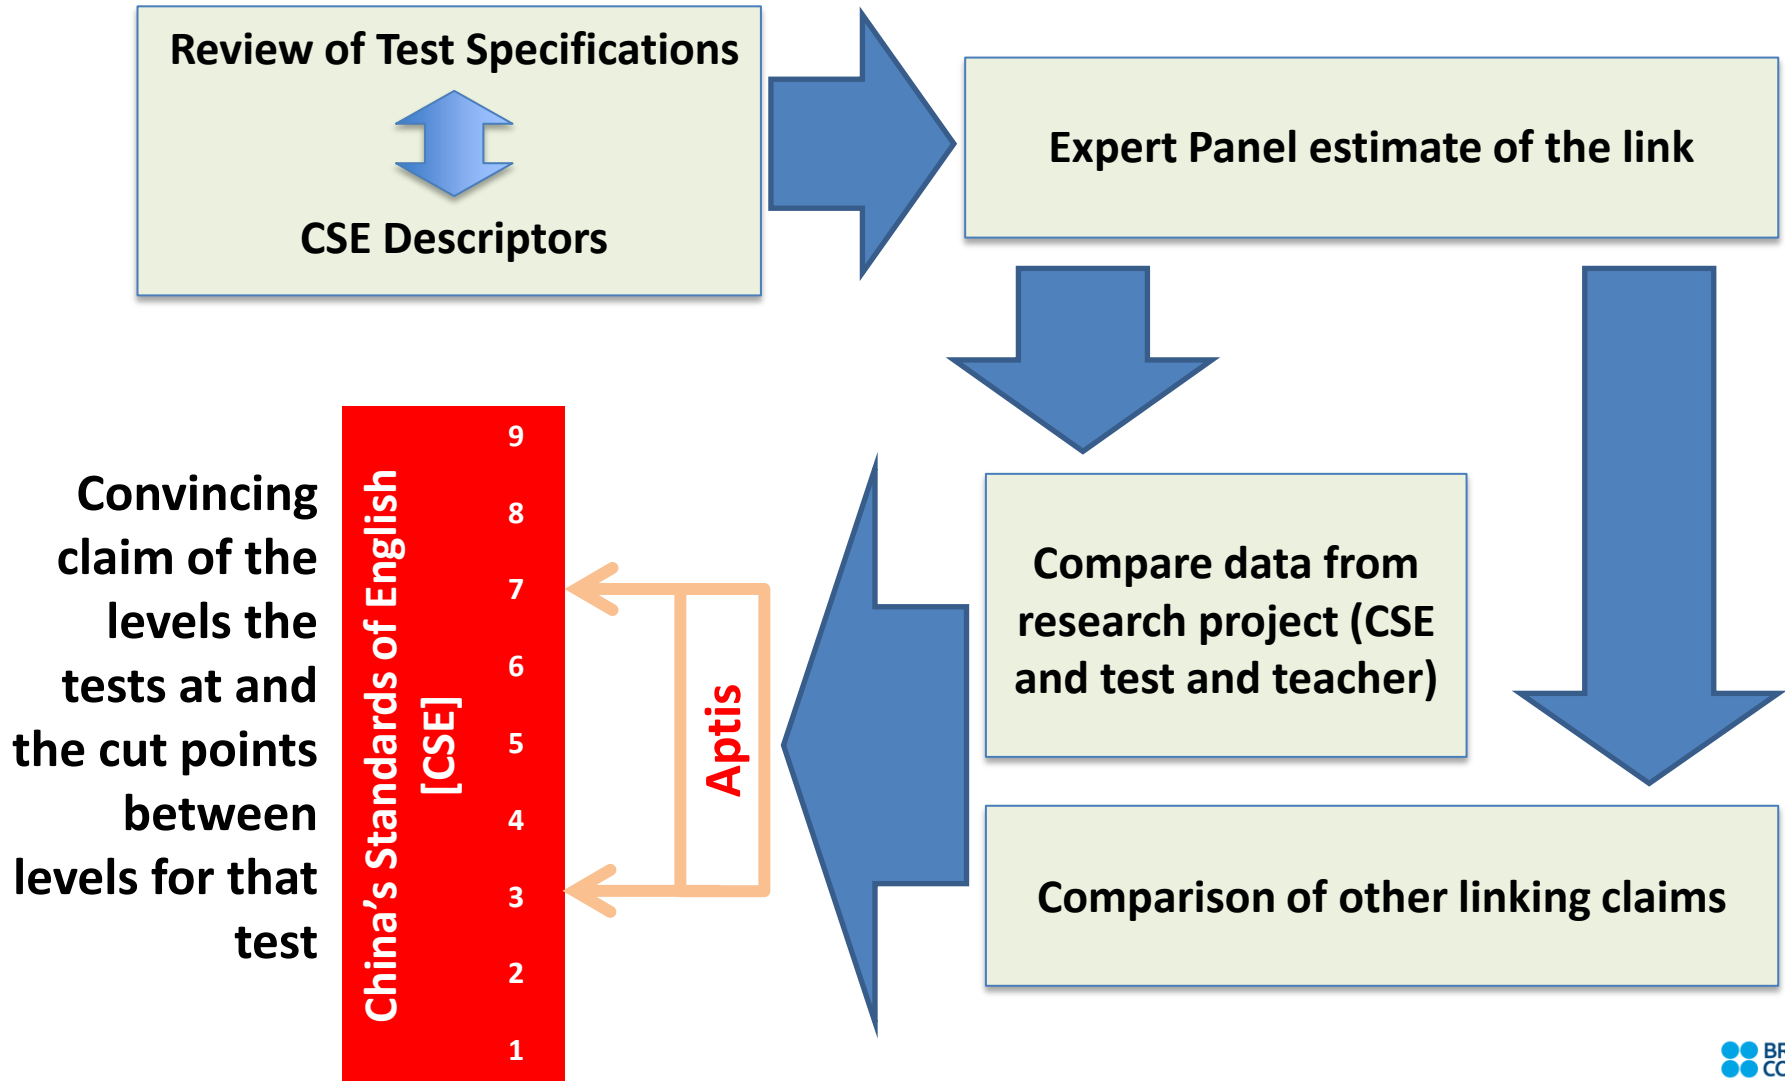 Review of Test Specifications
CSE Descriptors
Expert Panel estimate of the link
Compare data from
research project (CSE
and test and teacher)
Comparison of other linking claims
Aptis
China's Standards of English
[CSE]
9
8
7
6
5
4
3
2
1
Convincing
claim of the
levels the
tests at and
the cut points
between
levels for that
test